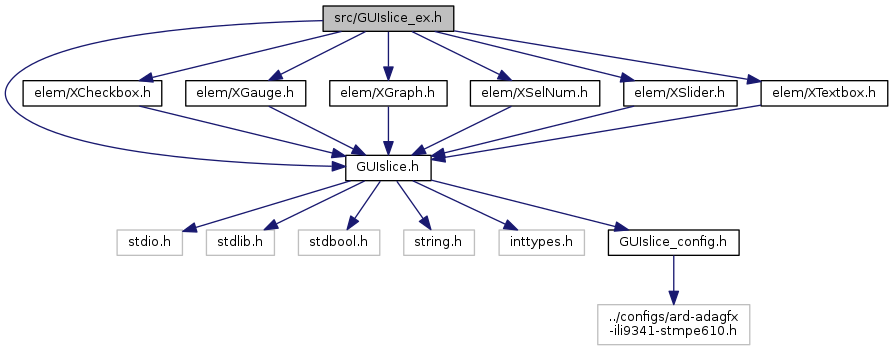 src/GUIslice_ex.h
elem/XCheckbox.h
elem/XGauge.h
elem/XGraph.h
elem/XSelNum.h
elem/XSlider.h
elem/XTextbox.h
GUIslice.h
stdio.h
stdlib.h
stdbool.h
string.h
inttypes.h
GUIslice_config.h
../configs/ard-adagfx
-ili9341-stmpe610.h